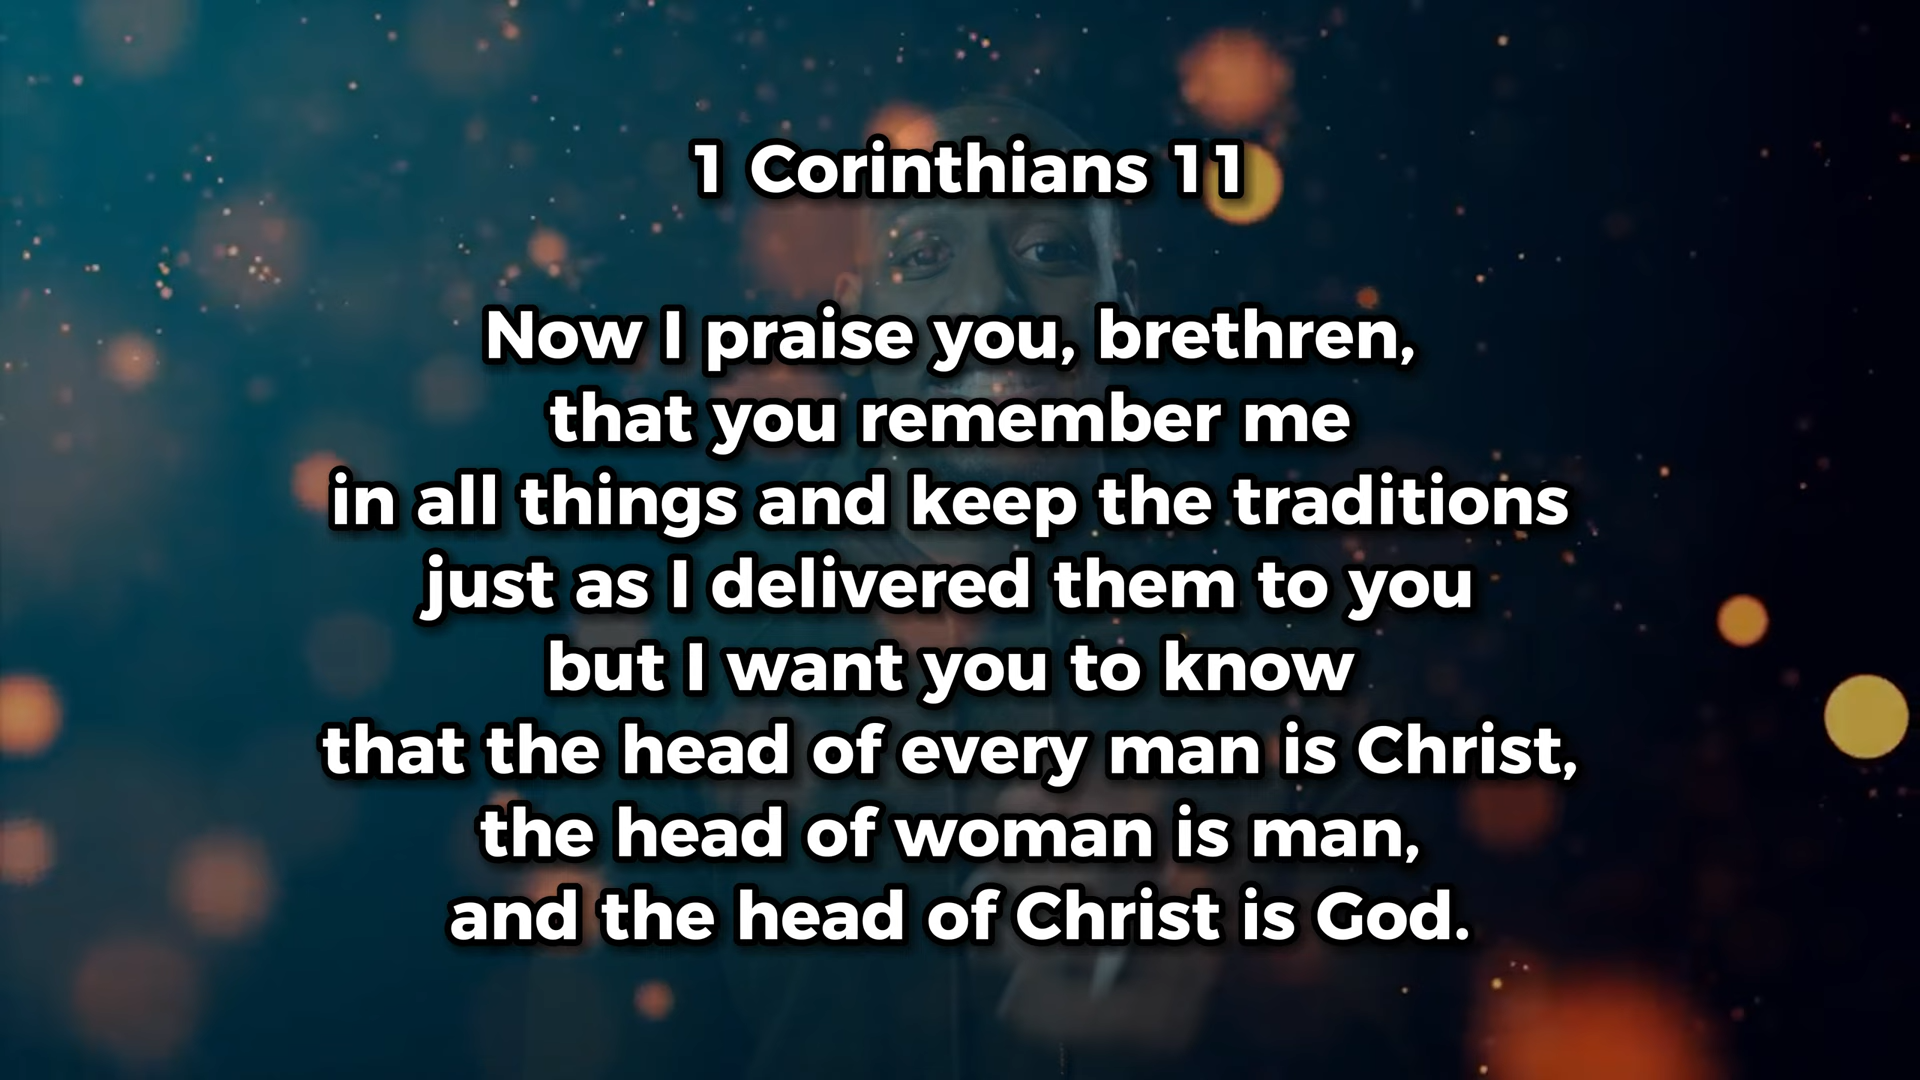 1 Corinthians 11
Now I praise you, brethren,
that you remember me
in all things and keep the traditions
just as I delivered them to you
but I want you to know
that the head of every man is Christ,
the head of woman is man,
and the head of Christ is God.